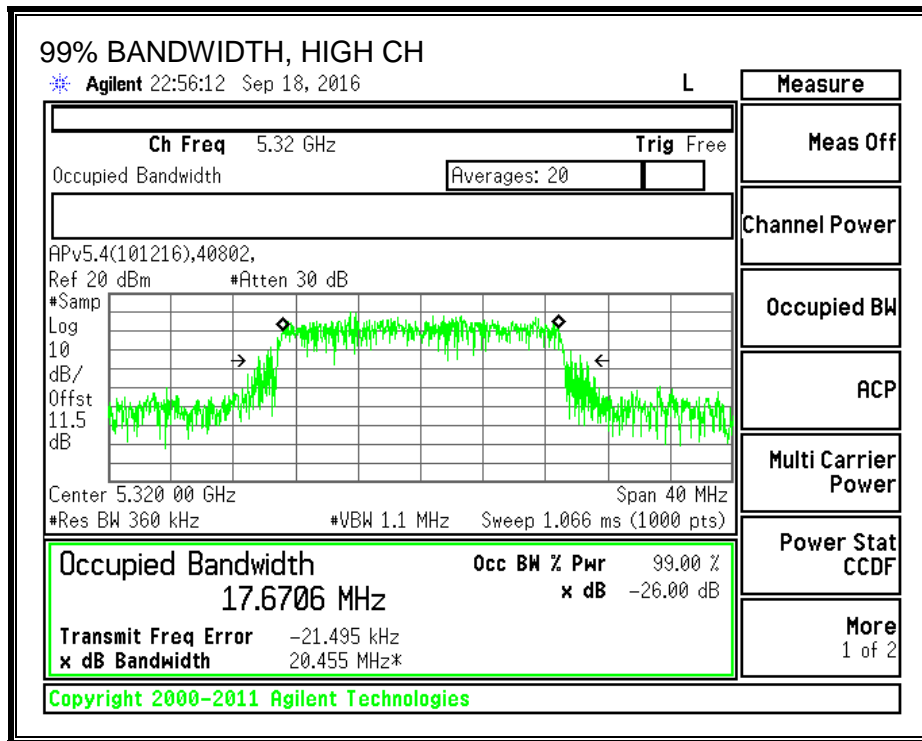 99% BANDWIDTH, HIGH CH
Agilent 22:56:12 Sep 18, 2016 L
Measure
Ch Freq 5.32 GHz Trig Free
Occupied Bandwidth Averages: 20
APv5.4(101216),40802,
Ref 20 dBm #Atten 30 dB
#Samp
Log
10
dB/
Offst
11.5
dB
Center 5.320 00 GHz Span 40 MHz
#Res BW 360 kHz #VBW 1.1 MHz Sweep 1.066 ms (1000 pts)
Occupied Bandwidth
17.6706 MHz
Occ BW % Pwr 99.00 %
x dB -26.00 dB
Transmit Freq Error -21.495 kHz
x dB Bandwidth 20.455 MHz*
Copyright 2000-2011 Agilent Technologies
Meas Off
Channel Power
Occupied BW
ACP
Multi Carrier
Power
Power Stat
CCDF
More
1 of 2